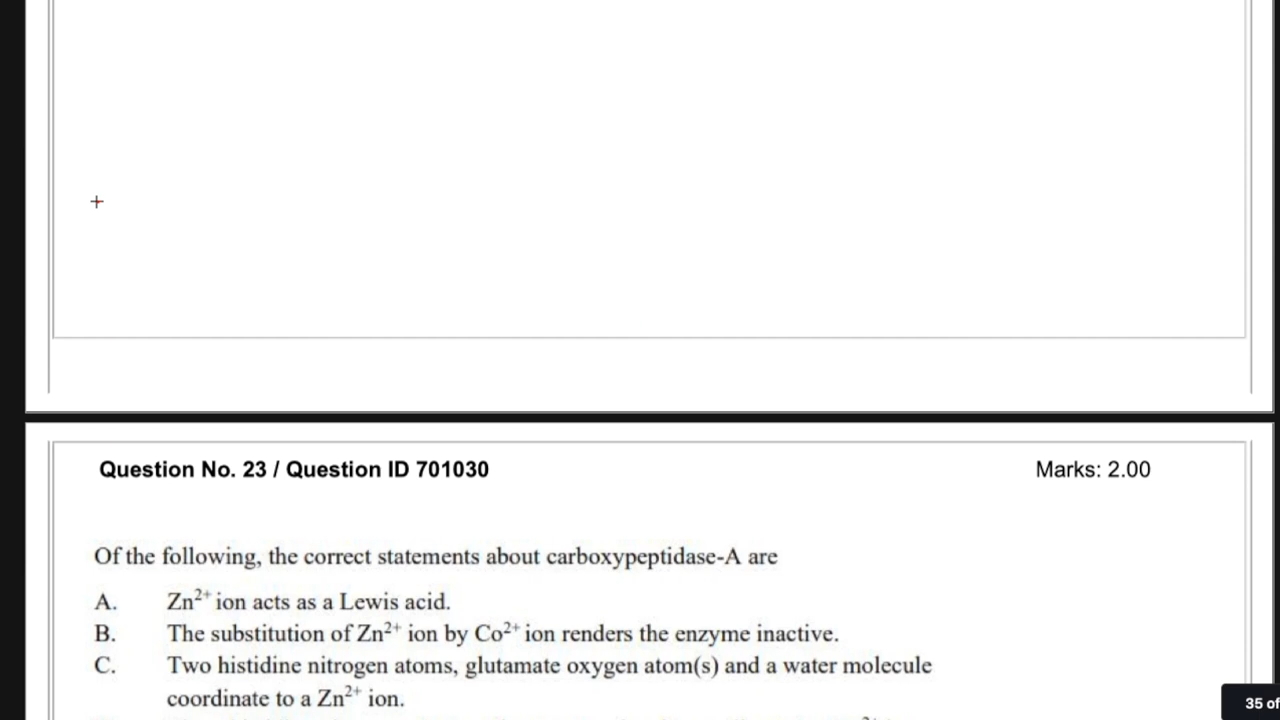 Question No. 23 / Question ID 701030 Marks: 2.00
Of the following, the correct statements about carboxypeptidase-A are
A. Zn²⁺ ion acts as a Lewis acid.
B. The substitution of Zn²⁺ ion by Co²⁺ ion renders the enzyme inactive.
C. Two histidine nitrogen atoms, glutamate oxygen atom(s) and a water molecule
coordinate to a Zn²⁺ ion.
35 of